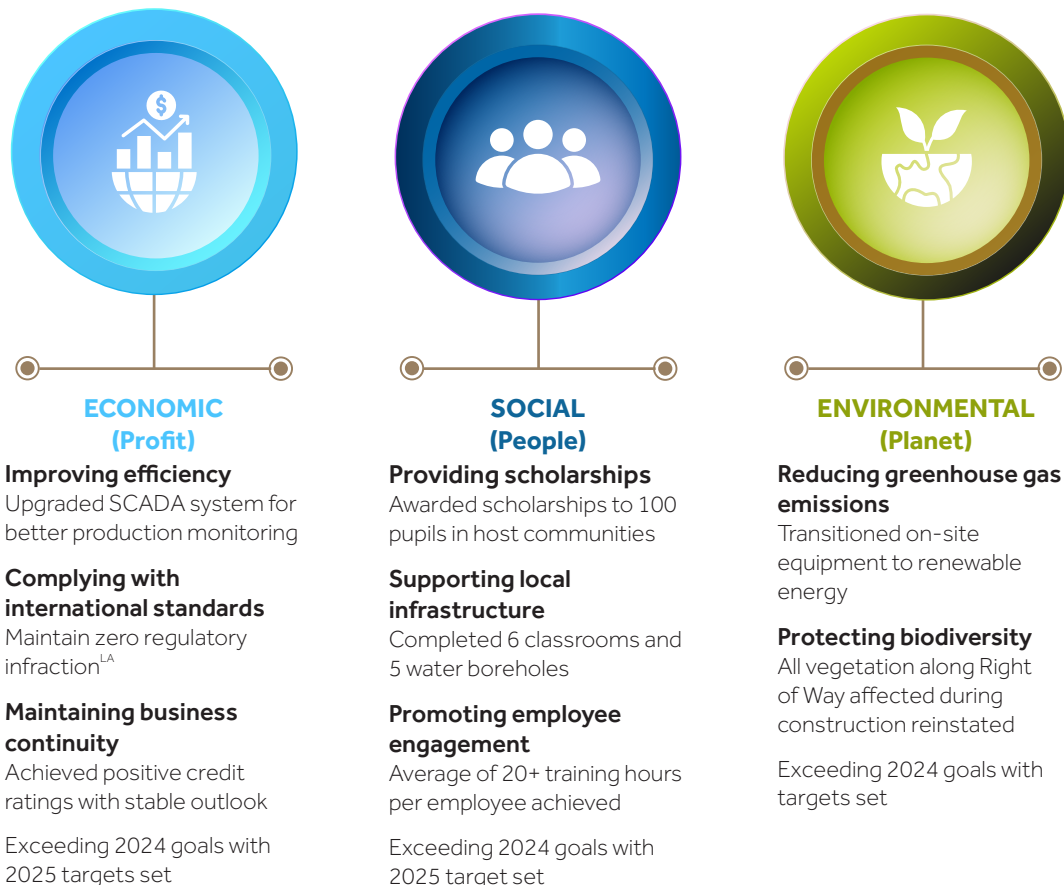 $
ECONOMIC
(Profit)
Improving efficiency
Upgraded SCADA system for
better production monitoring
Complying with
international standards
Maintain zero regulatory
infraction^LA
Maintaining business
continuity
Achieved positive credit
ratings with stable outlook
Exceeding 2024 goals with
2025 targets set
SOCIAL
(People)
Providing scholarships
Awarded scholarships to 100
pupils in host communities
Supporting local
infrastructure
Completed 6 classrooms and
5 water boreholes
Promoting employee
engagement
Average of 20+ training hours
per employee achieved
Exceeding 2024 goals with
2025 target set
ENVIRONMENTAL
(Planet)
Reducing greenhouse gas
emissions
Transitioned on-site
equipment to renewable
energy
Protecting biodiversity
All vegetation along Right
of Way affected during
construction reinstated
Exceeding 2024 goals with
targets set